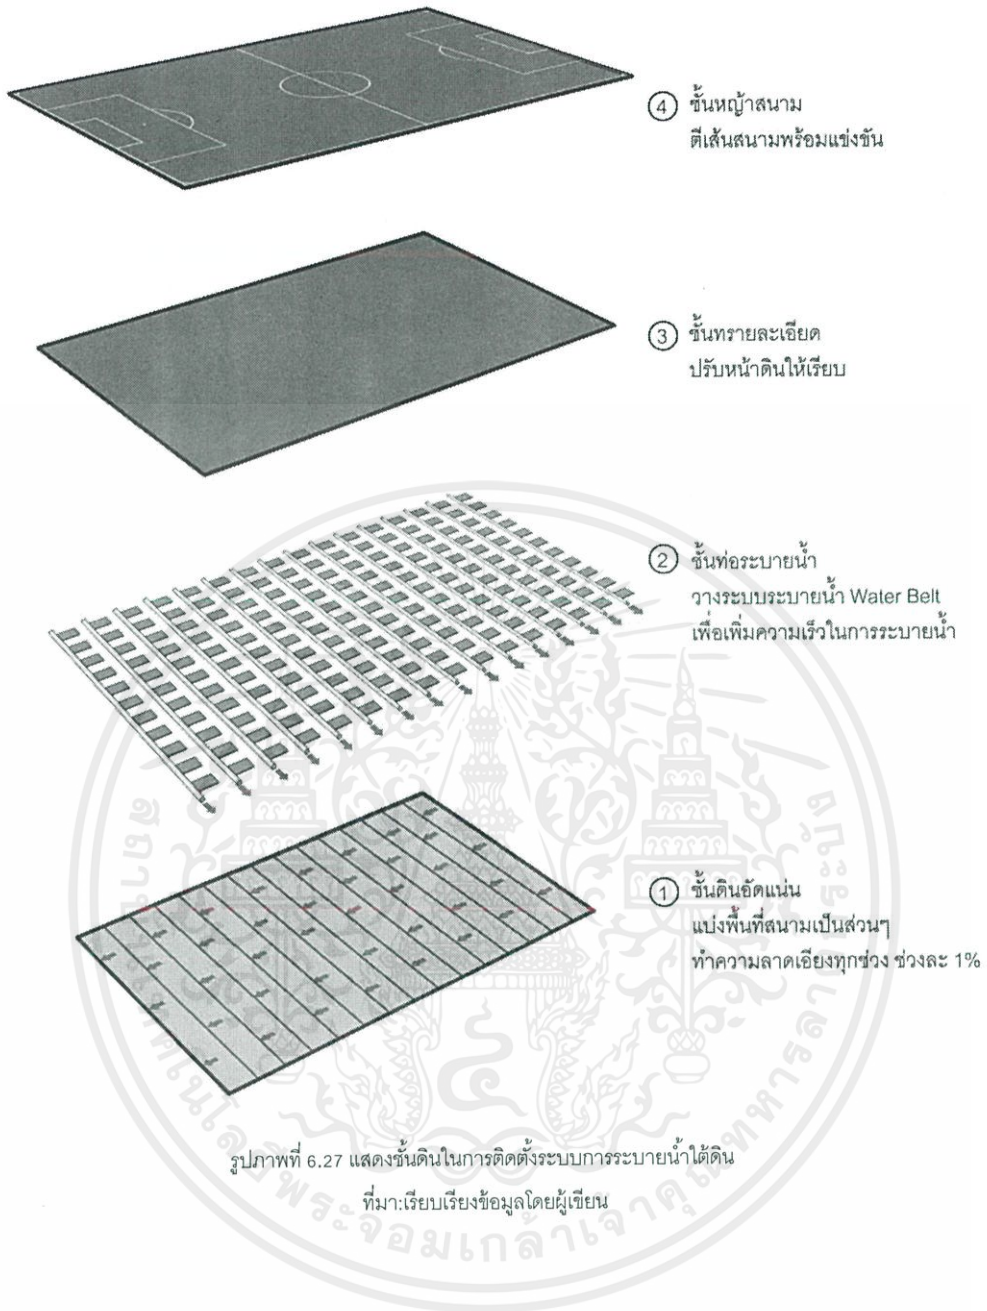 ④ ชั้นหญ้าสนาม
ตีเส้นสนามพร้อมแข่งขัน
③ ชั้นทรายละเอียด
ปรับหน้าดินให้เรียบ
② ชั้นท่อระบายน้ำ
วางระบบระบายน้ำ Water Belt
เพื่อเพิ่มความเร็วในการระบายน้ำ
① ชั้นดินอัดแน่น
แบ่งพื้นที่สนามเป็นส่วนๆ
ทำความลาดเอียงทุกช่วง ช่วงละ 1%
รูปภาพที่ 6.27 แสดงชั้นดินในการติดตั้งระบบการระบายน้ำใต้ดิน
ที่มา:เรียบเรียงข้อมูลโดยผู้เขียน